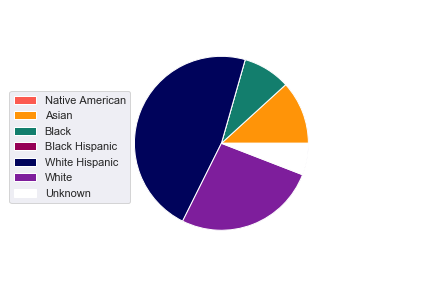 Native American
Asian
Black
Black Hispanic
White Hispanic
White
Unknown